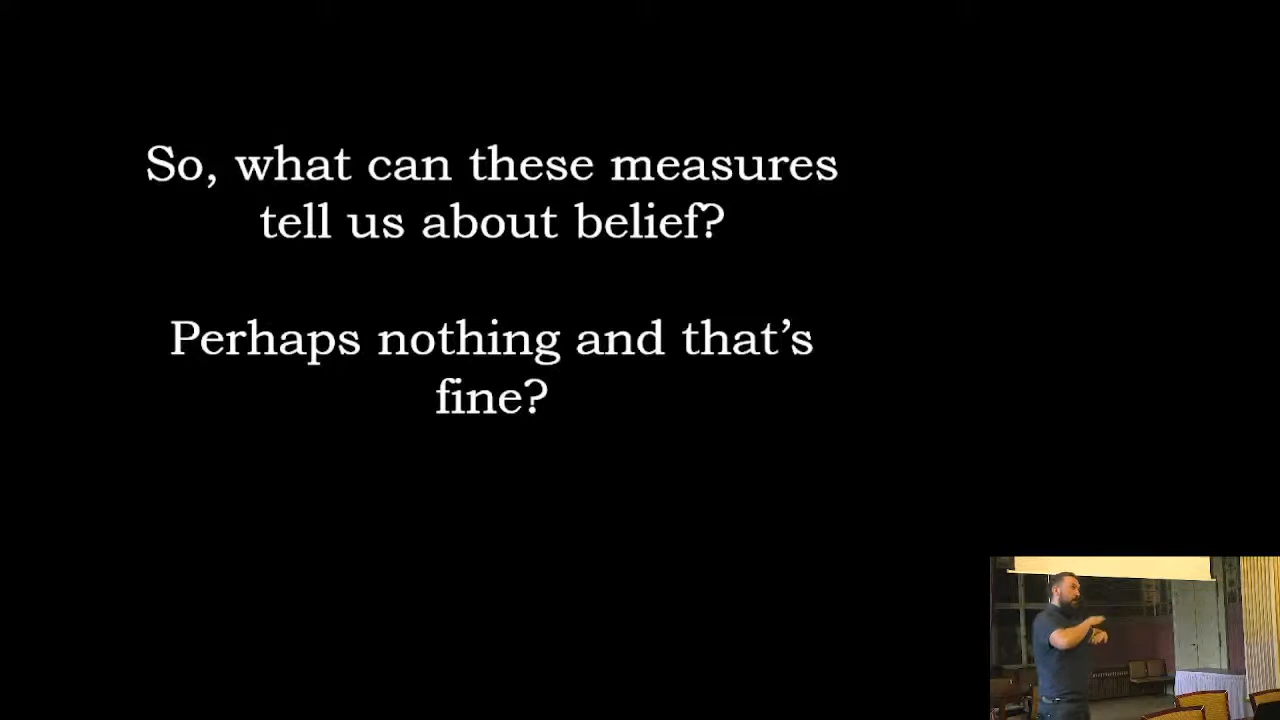 So, what can these measures
tell us about belief?
Perhaps nothing and that’s
fine?